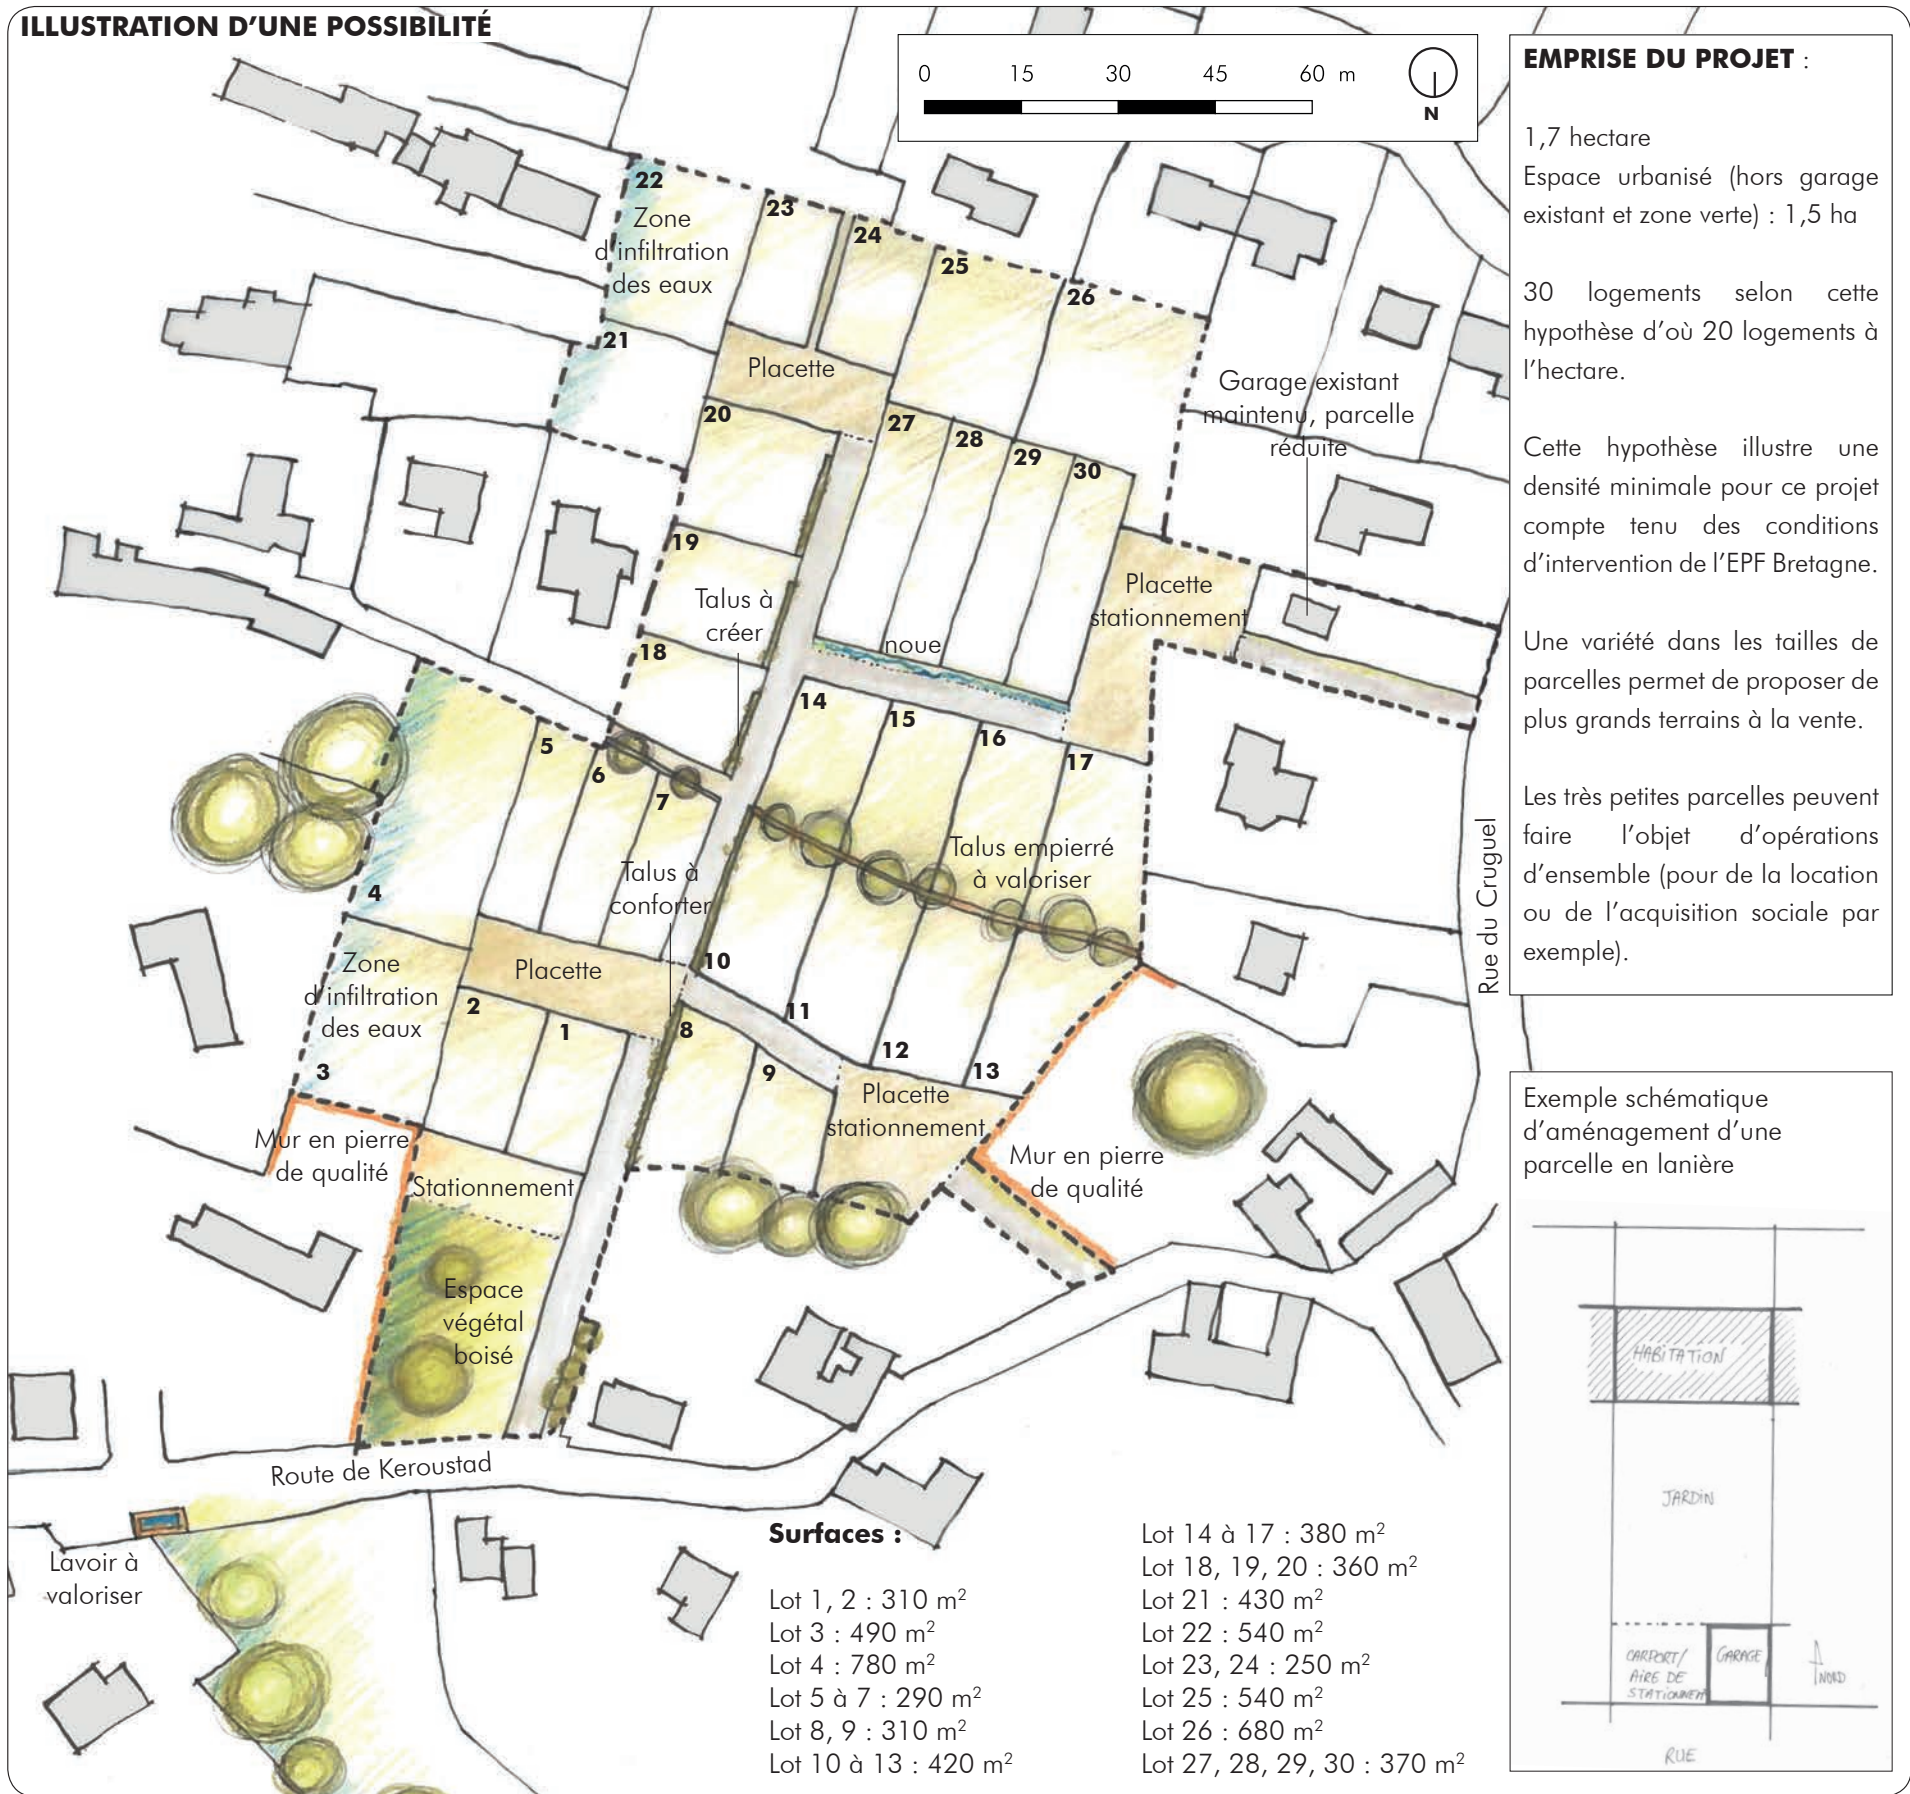 ILLUSTRATION D'UNE POSSIBILITÉ
0 15 30 45 60 m
N
EMPRISE DU PROJET :
1,7 hectare
Espace urbanisé (hors garage
existant et zone verte) : 1,5 ha
30 logements selon cette
hypothèse d'où 20 logements à
l'hectare.
Cette hypothèse illustre une
densité minimale pour ce projet
compte tenu des conditions
d'intervention de l'EPF Bretagne.
Une variété dans les tailles de
parcelles permet de proposer de
plus grands terrains à la vente.
Les très petites parcelles peuvent
faire l'objet d'opérations
d'ensemble (pour de la location
ou de l'acquisition sociale par
exemple).
22
Zone
d'infiltration
des eaux
23
24
25
26
21
Placette
20
27
28
29
30
Garage existant
maintenu, parcelle
réduite
19
Talus à
créer
18
Placette
stationnement
noue
14
15
16
17
5
6
7
4
Talus à
conforter
Talus empierré
à valoriser
Rue du Cruguel
Zone
d'infiltration
des eaux
Placette
10
11
12
13
2
1
8
9
3
Placette
stationnement
Mur en pierre
de qualité
Stationnement
Mur en pierre
de qualité
Espace
végétal
boisé
Route de Keroustad
Lavoir à
valoriser
Surfaces :
Lot 1, 2 : 310 m²
Lot 3 : 490 m²
Lot 4 : 780 m²
Lot 5 à 7 : 290 m²
Lot 8, 9 : 310 m²
Lot 10 à 13 : 420 m²
Lot 14 à 17 : 380 m²
Lot 18, 19, 20 : 360 m²
Lot 21 : 430 m²
Lot 22 : 540 m²
Lot 23, 24 : 250 m²
Lot 25 : 540 m²
Lot 26 : 680 m²
Lot 27, 28, 29, 30 : 370 m²
Exemple schématique
d'aménagement d'une
parcelle en lanière
HABITATION
JARDIN
CARPORT/
AIRE DE
STATIONNEMENT
GARAGE
NORD
RUE